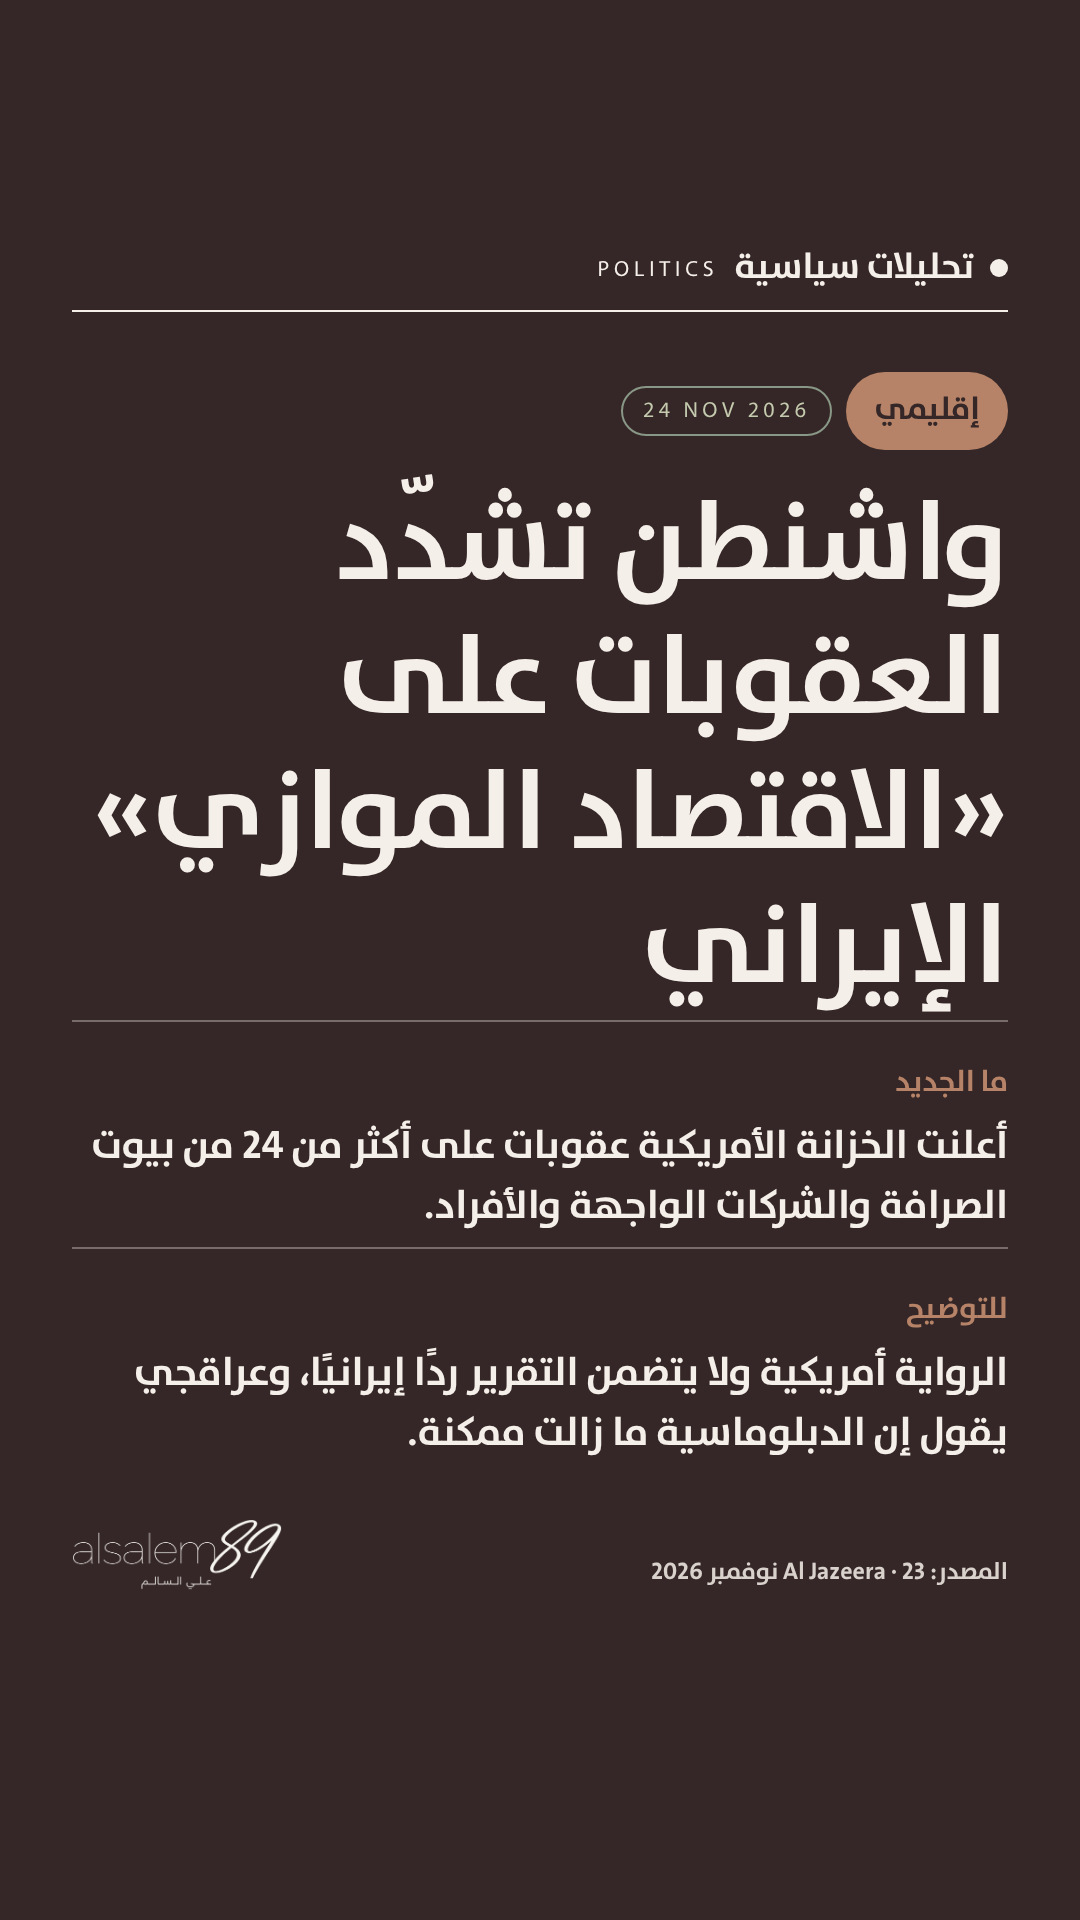 تحليلات سياسية POLITICS
إقليمي 24 NOV 2026
واشنطن تشدّد
العقوبات على
«الاقتصاد الموازي»
الإيراني
ما الجديد
أعلنت الخزانة الأمريكية عقوبات على أكثر من 24 من بيوت
الصرافة والشركات الواجهة والأفراد.
للتوضيح
الرواية أمريكية ولا يتضمن التقرير ردًا إيرانيًا، وعراقجي
يقول إن الدبلوماسية ما زالت ممكنة.
المصدر: Al Jazeera · 23 نوفمبر 2026
alsalem89
علي السالم